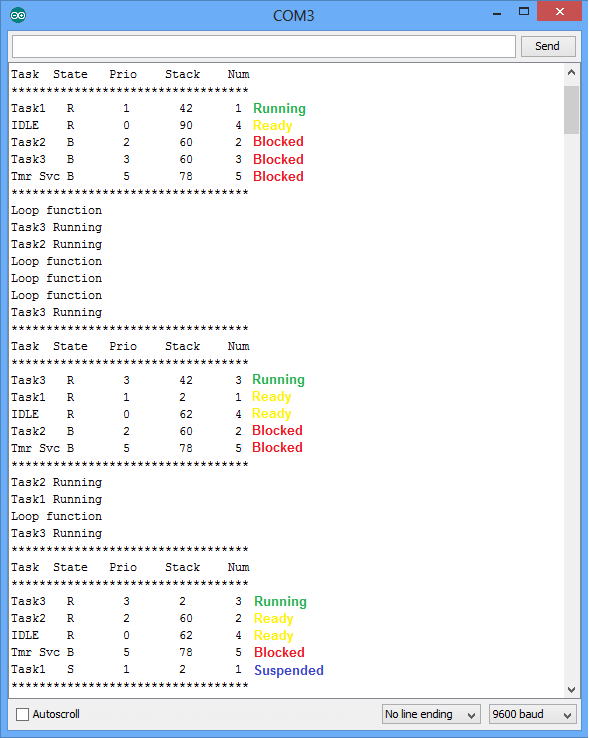 COM3
Send
Task State Prio Stack Num
**********************************
Task1 R 1 42 1 Running
IDLE R 0 90 4 Ready
Task2 B 2 60 2 Blocked
Task3 B 3 60 3 Blocked
Tmr Svc B 5 78 5 Blocked
**********************************
Loop function
Task3 Running
Task2 Running
Loop function
Loop function
Loop function
Task3 Running
**********************************
Task State Prio Stack Num
**********************************
Task3 R 3 42 3 Running
Task1 R 1 2 1 Ready
IDLE R 0 62 4 Ready
Task2 B 2 60 2 Blocked
Tmr Svc B 5 78 5 Blocked
**********************************
Task2 Running
Task1 Running
Loop function
Task3 Running
**********************************
Task State Prio Stack Num
**********************************
Task3 R 3 2 3 Running
Task2 R 2 60 2 Ready
IDLE R 0 62 4 Ready
Tmr Svc B 5 78 5 Blocked
Task1 S 1 2 1 Suspended
**********************************
Autoscroll No line ending 9600 baud